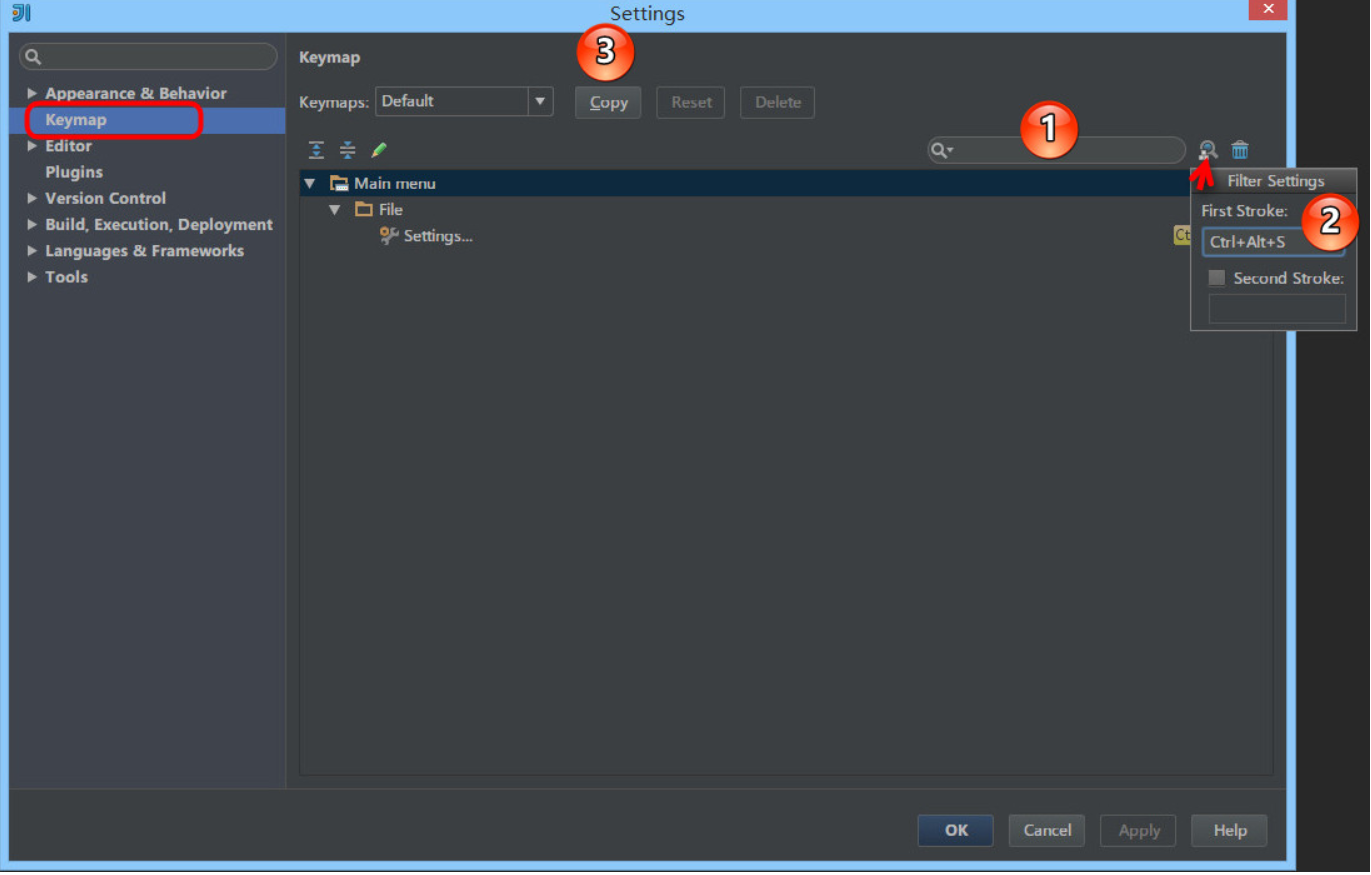 Settings
3
Keymap
Appearance & Behavior
Keymap
Editor
Plugins
Version Control
Build, Execution, Deployment
Languages & Frameworks
Tools
Keymaps: Default Copy Reset Delete
1
Main menu
File
Settings...
Ct
Filter Settings
First Stroke:
2
Ctrl+Alt+S
Second Stroke:
OK Cancel Apply Help